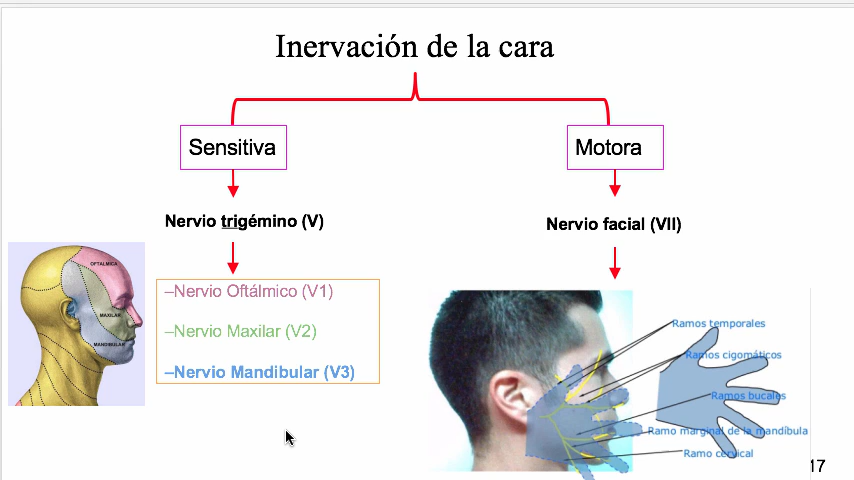 Inervación de la cara
Sensitiva
Motora
Nervio trigémino (V)
Nervio facial (VII)
OFTALMICA
MAXILAR
MANDIBULAR
–Nervio Oftálmico (V1)
–Nervio Maxilar (V2)
–Nervio Mandibular (V3)
Ramos temporales
Ramos cigomáticos
Ramos bucales
Ramo marginal de la mandíbula
Ramo cervical
17